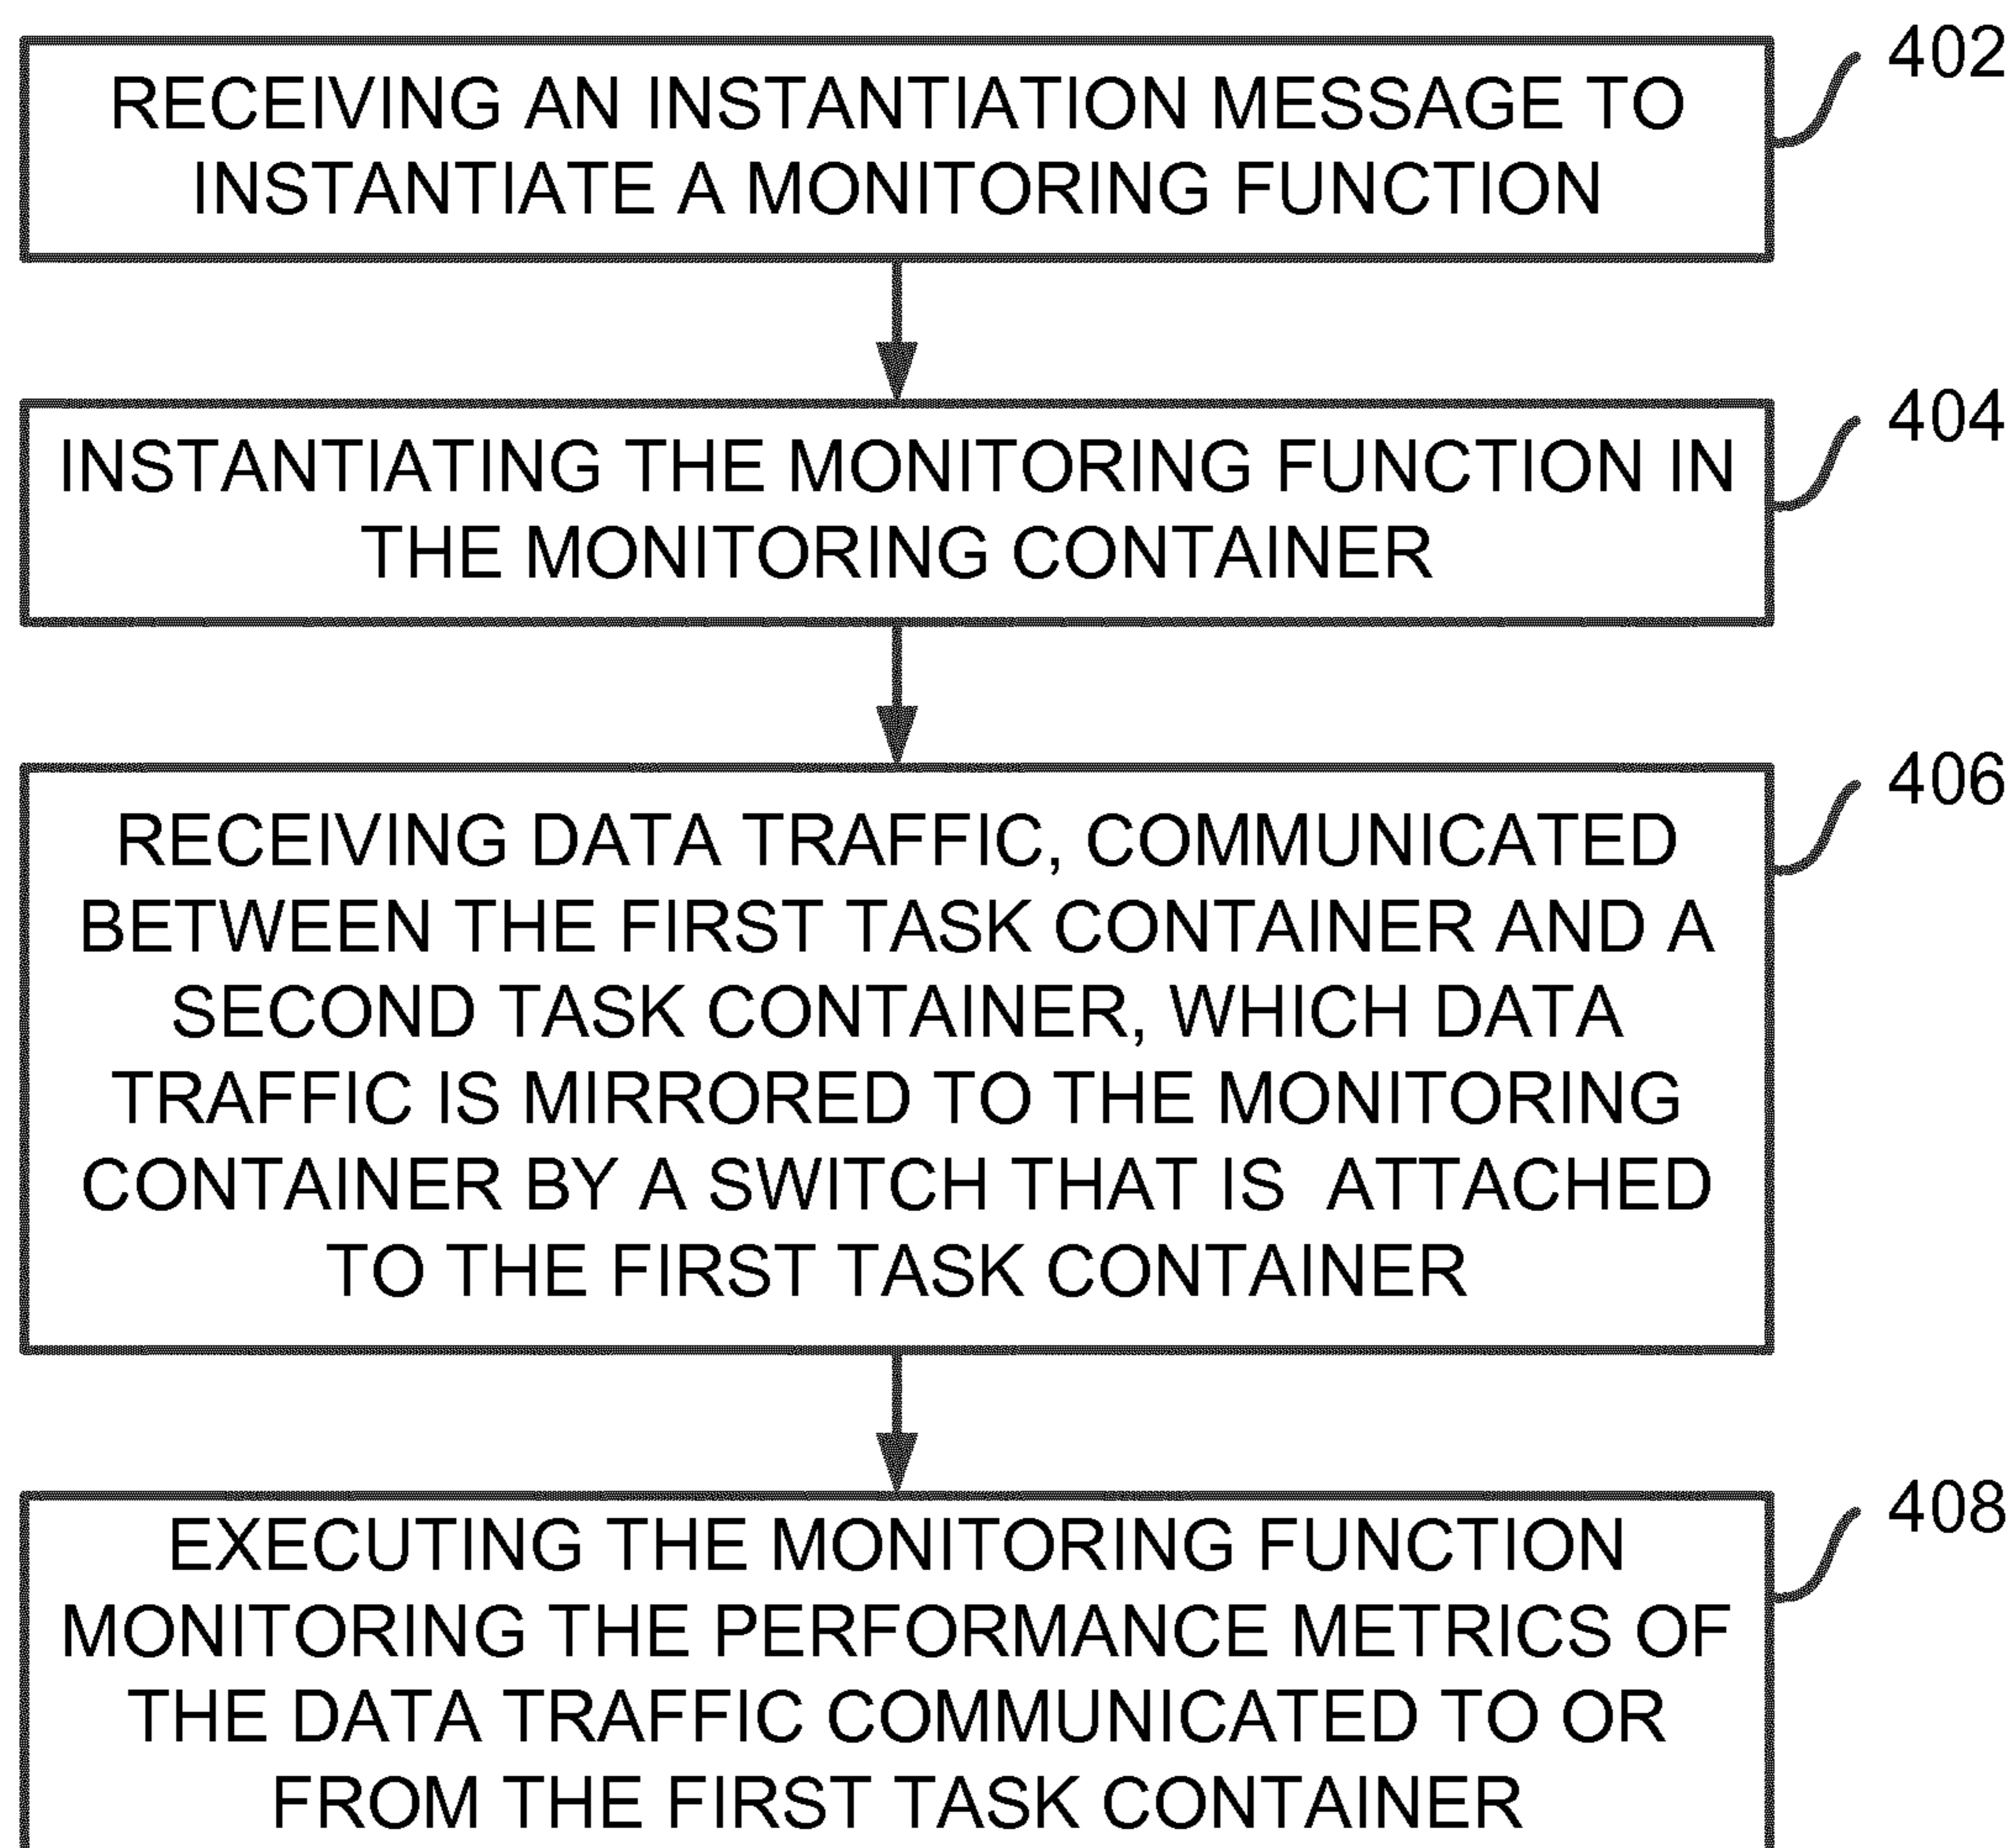 402
RECEIVING AN INSTANTIATION MESSAGE TO
INSTANTIATE A MONITORING FUNCTION
404
INSTANTIATING THE MONITORING FUNCTION IN
THE MONITORING CONTAINER
406
RECEIVING DATA TRAFFIC, COMMUNICATED
BETWEEN THE FIRST TASK CONTAINER AND A
SECOND TASK CONTAINER, WHICH DATA
TRAFFIC IS MIRRORED TO THE MONITORING
CONTAINER BY A SWITCH THAT IS ATTACHED
TO THE FIRST TASK CONTAINER
408
EXECUTING THE MONITORING FUNCTION
MONITORING THE PERFORMANCE METRICS OF
THE DATA TRAFFIC COMMUNICATED TO OR
FROM THE FIRST TASK CONTAINER